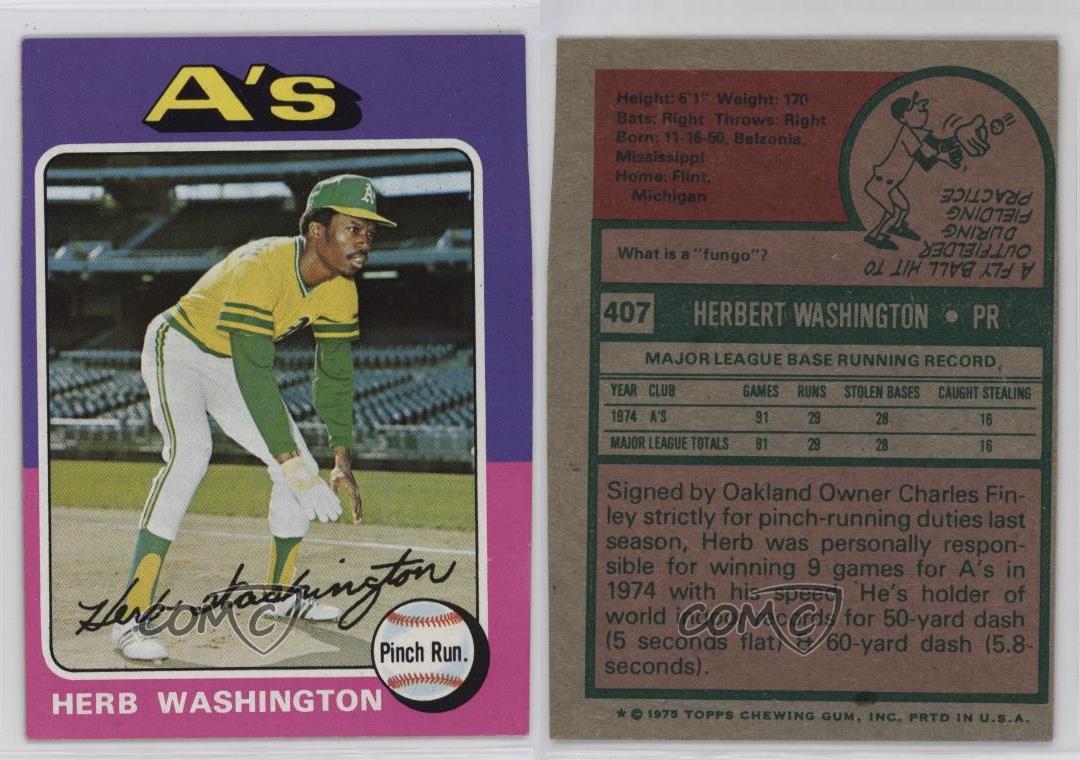 A's
Herb Washington
Pinch Run.
HERB WASHINGTON
COMC
Height: 6'1" Weight: 170
Bats: Right Throws: Right
Born: 11-16-50, Belzonia,
Mississippi
Home: Flint,
Michigan
What is a "fungo"?
A FLY BALL HIT TO
OUTFIELDER
DURING
FIELDING
PRACTICE
407 HERBERT WASHINGTON • PR
MAJOR LEAGUE BASE RUNNING RECORD
YEAR CLUB GAMES RUNS STOLEN BASES CAUGHT STEALING
1974 A'S 91 29 28 16
MAJOR LEAGUE TOTALS 91 29 28 16
Signed by Oakland Owner Charles Fin-
ley strictly for pinch-running duties last
season, Herb was personally respon-
sible for winning 9 games for A's in
1974 with his speed. He's holder of
world indoor records for 50-yard dash
(5 seconds flat) & 60-yard dash (5.8-
seconds).
COMC
* © 1975 TOPPS CHEWING GUM, INC. PRTD IN U.S.A.